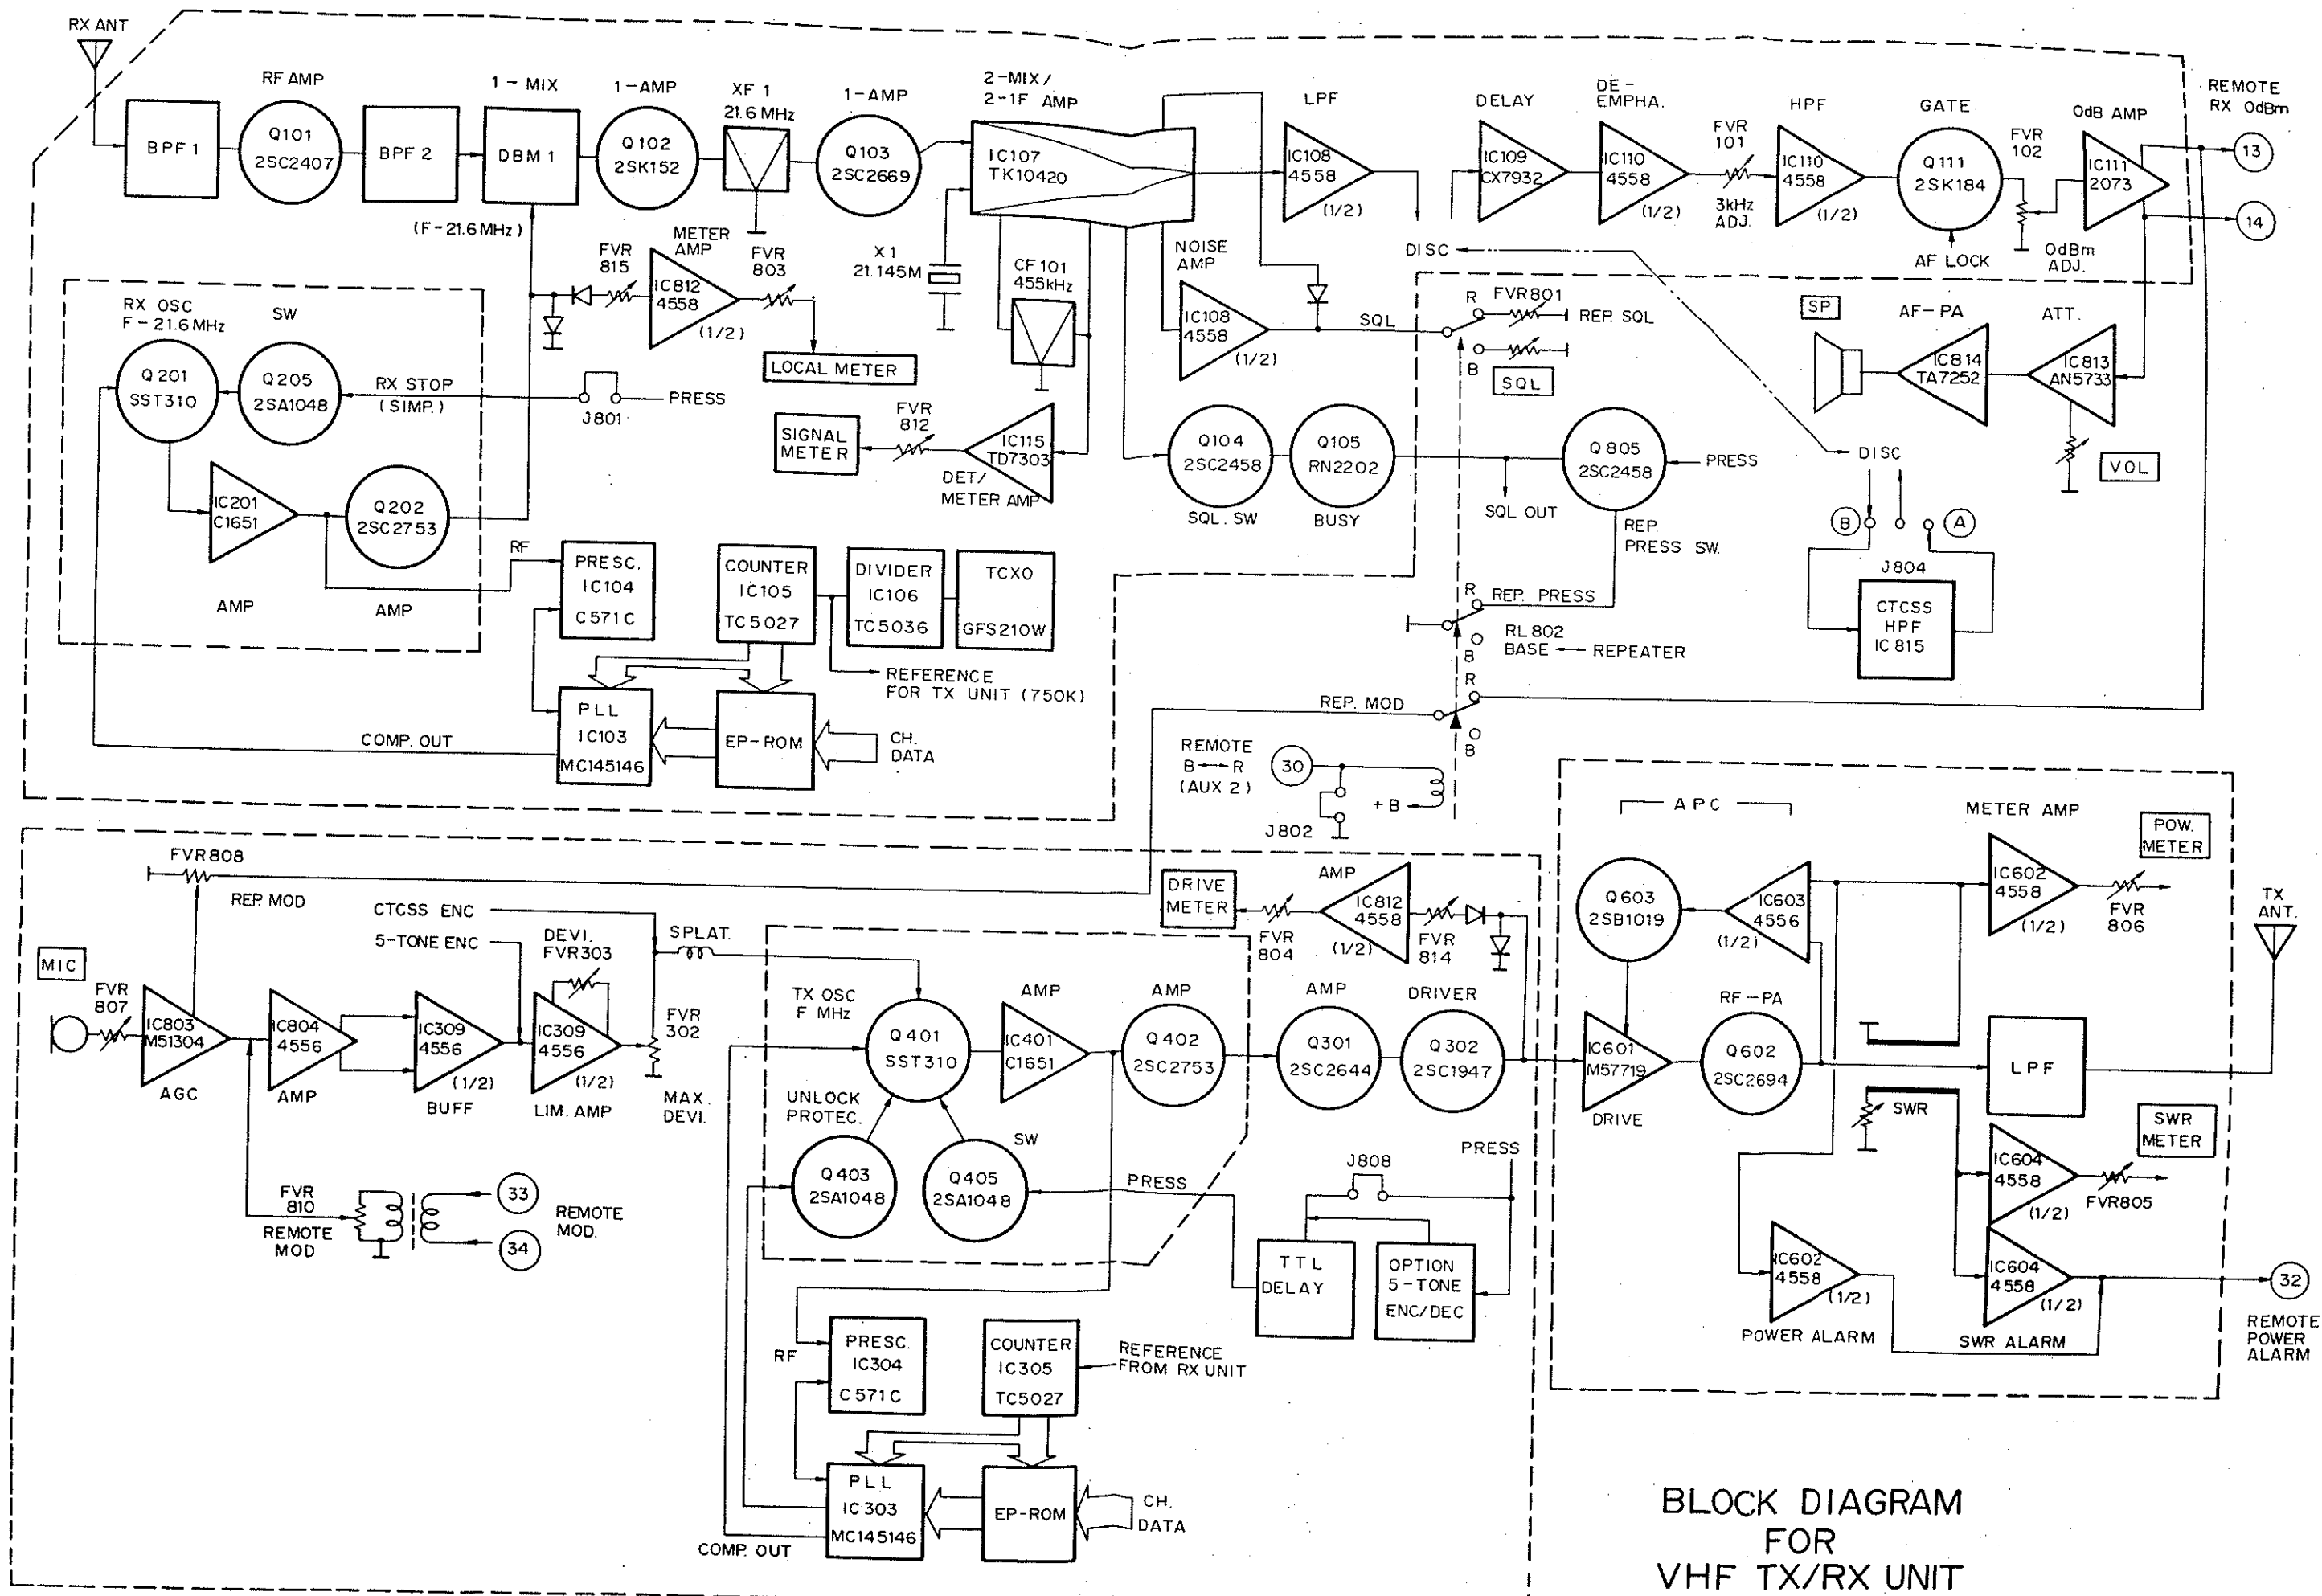 RX ANT
RF AMP
1-MIX
1-AMP
XF 1
21.6 MHz
1-AMP
2-MIX/
2-1F AMP
LPF
DELAY
DE-
EMPHA.
HPF
GATE
0dB AMP
REMOTE
RX 0dBm
BPF 1
Q101
2SC2407
BPF 2
DBM 1
Q102
2SK152
Q103
2SC2669
IC107
TK10420
IC108
4558
(1/2)
IC109
CX7932
IC110
4558
(1/2)
FVR
101
3kHz
ADJ.
IC110
4558
(1/2)
Q111
2SK184
AF LOCK
FVR
102
0dBm
ADJ.
IC111
2073
13
14
(F-21.6MHz)
FVR
815
METER
AMP
IC812
4558
(1/2)
FVR
803
LOCAL METER
X 1
21.145M
CF 101
455kHz
NOISE
AMP
IC108
4558
(1/2)
DISC
SQL
R
FVR801
REP. SQL
B
SQL
SP
AF-PA
IC814
TA7252
ATT.
IC813
AN5733
VOL
RX OSC
F-21.6 MHz
SW
Q201
SST310
Q205
2SA1048
RX STOP
(SIMP.)
J801
PRESS
SIGNAL
METER
FVR
812
IC115
TD7303
DET/
METER AMP
Q104
2SC2458
SQL. SW
Q105
RN2202
BUSY
SQL OUT
Q805
2SC2458
PRESS
REP.
PRESS SW.
DISC
B
A
J804
CTCSS
HPF
IC 815
IC201
C1651
AMP
Q202
2SC2753
AMP
RF
PRESC.
IC104
C571C
COUNTER
IC105
TC5027
DIVIDER
IC106
TC5036
TCXO
GFS210W
REFERENCE
FOR TX UNIT (750K)
R
REP. PRESS
B
RL802
BASE REPEATER
PLL
IC103
MC145146
EP-ROM
CH.
DATA
COMP. OUT
REP. MOD
R
B
REMOTE
B R
(AUX 2)
30
+B
J802
FVR808
REP. MOD
CTCSS ENC
5-TONE ENC
MIC
FVR
807
IC803
M51304
AGC
IC804
4556
AMP
IC309
4556
(1/2)
BUFF
DEVI.
FVR303
IC309
4556
(1/2)
LIM. AMP
FVR
302
MAX.
DEVI.
SPLAT.
FVR
810
REMOTE
MOD
33
34
REMOTE
MOD.
DRIVE
METER
FVR
804
AMP
IC812
4558
(1/2)
FVR
814
TX OSC
F MHz
Q401
SST310
AMP
IC401
C1651
AMP
Q402
2SC2753
AMP
Q301
2SC2644
DRIVER
Q302
2SC1947
UNLOCK
PROTEC.
Q403
2SA1048
SW
Q405
2SA1048
PRESS
J808
PRESS
TTL
DELAY
OPTION
5-TONE
ENC/DEC
RF
PRESC.
IC304
C571C
COUNTER
IC305
TC5027
REFERENCE
FROM RX UNIT
PLL
IC303
MC145146
EP-ROM
CH.
DATA
COMP. OUT
APC
Q603
2SB1019
IC603
4556
(1/2)
METER AMP
IC602
4558
(1/2)
POW.
METER
FVR
806
TX
ANT.
IC601
M57719
DRIVE
RF-PA
Q602
2SC2694
LPF
SWR
SWR
METER
IC604
4558
(1/2)
FVR805
IC602
4558
(1/2)
POWER ALARM
IC604
4558
(1/2)
SWR ALARM
32
REMOTE
POWER
ALARM
BLOCK DIAGRAM
FOR
VHF TX/RX UNIT